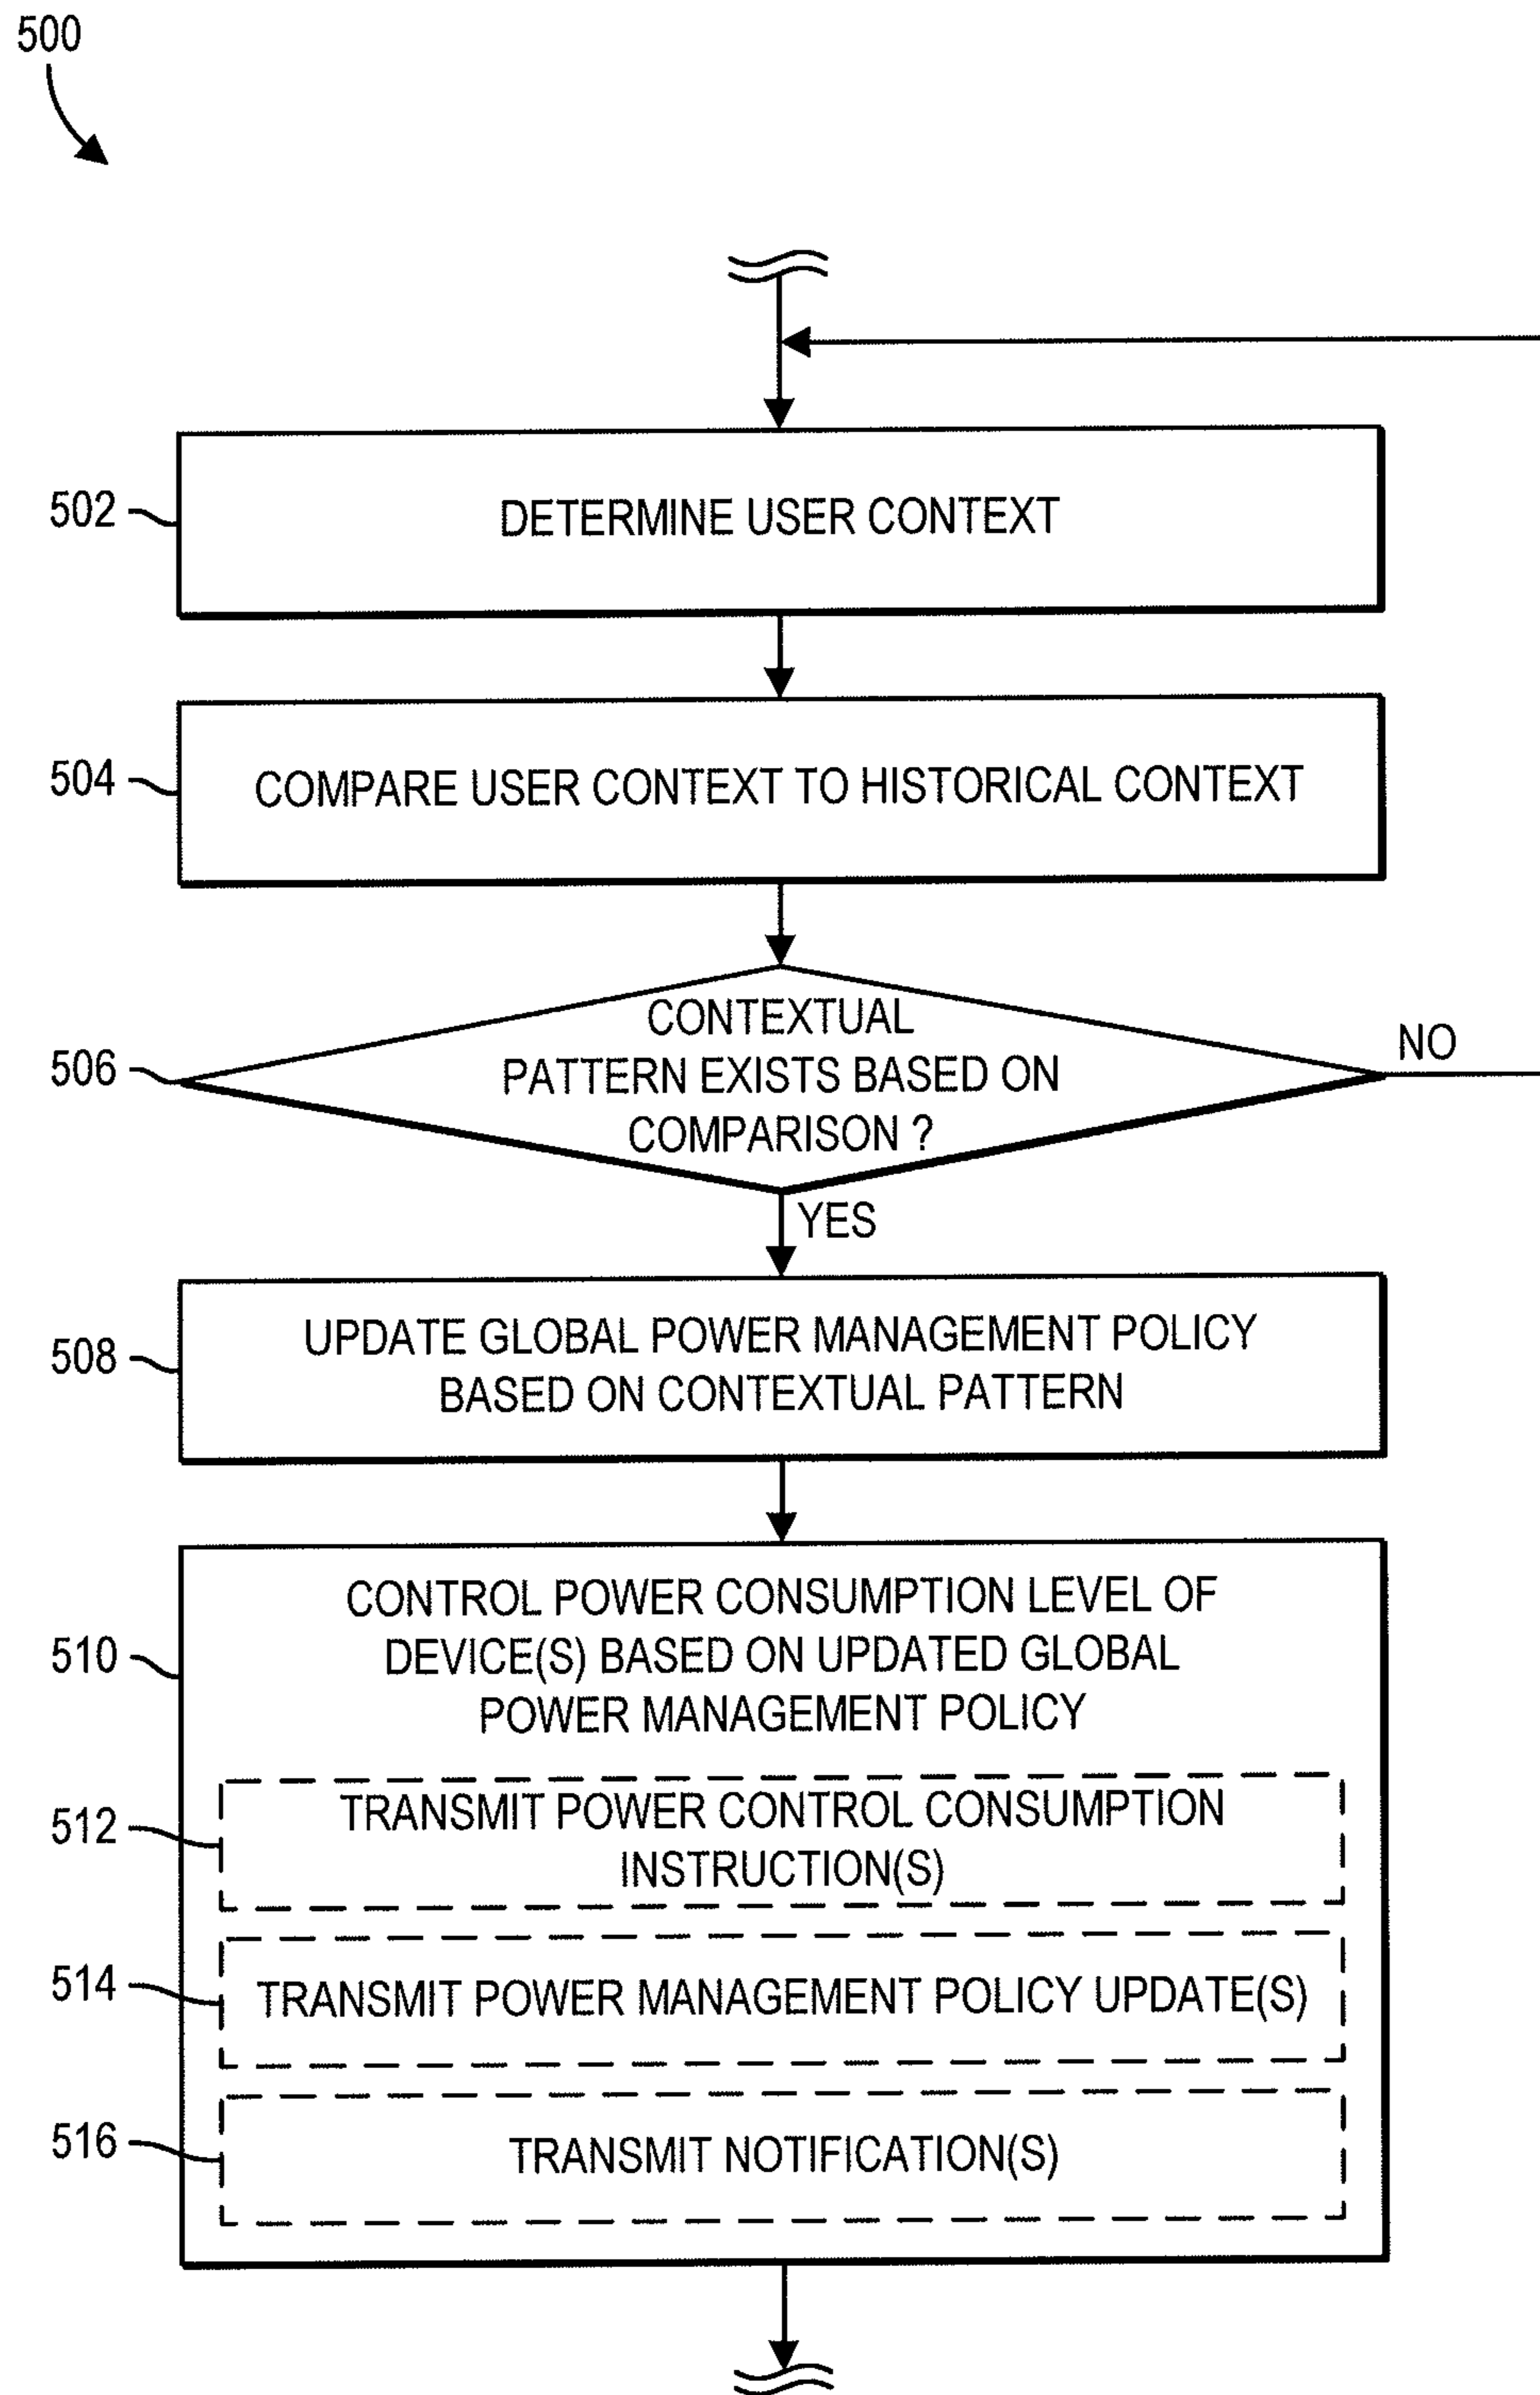 500
502
DETERMINE USER CONTEXT
504
COMPARE USER CONTEXT TO HISTORICAL CONTEXT
506
CONTEXTUAL
PATTERN EXISTS BASED ON
COMPARISON ?
NO
YES
508
UPDATE GLOBAL POWER MANAGEMENT POLICY
BASED ON CONTEXTUAL PATTERN
510
CONTROL POWER CONSUMPTION LEVEL OF
DEVICE(S) BASED ON UPDATED GLOBAL
POWER MANAGEMENT POLICY
512
TRANSMIT POWER CONTROL CONSUMPTION
INSTRUCTION(S)
514
TRANSMIT POWER MANAGEMENT POLICY UPDATE(S)
516
TRANSMIT NOTIFICATION(S)